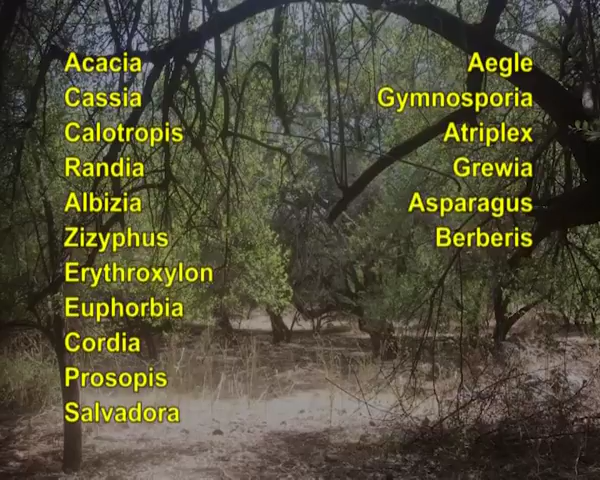 Acacia
Cassia
Calotropis
Randia
Albizia
Zizyphus
Erythroxylon
Euphorbia
Cordia
Prosopis
Salvadora
Aegle
Gymnosporia
Atriplex
Grewia
Asparagus
Berberis